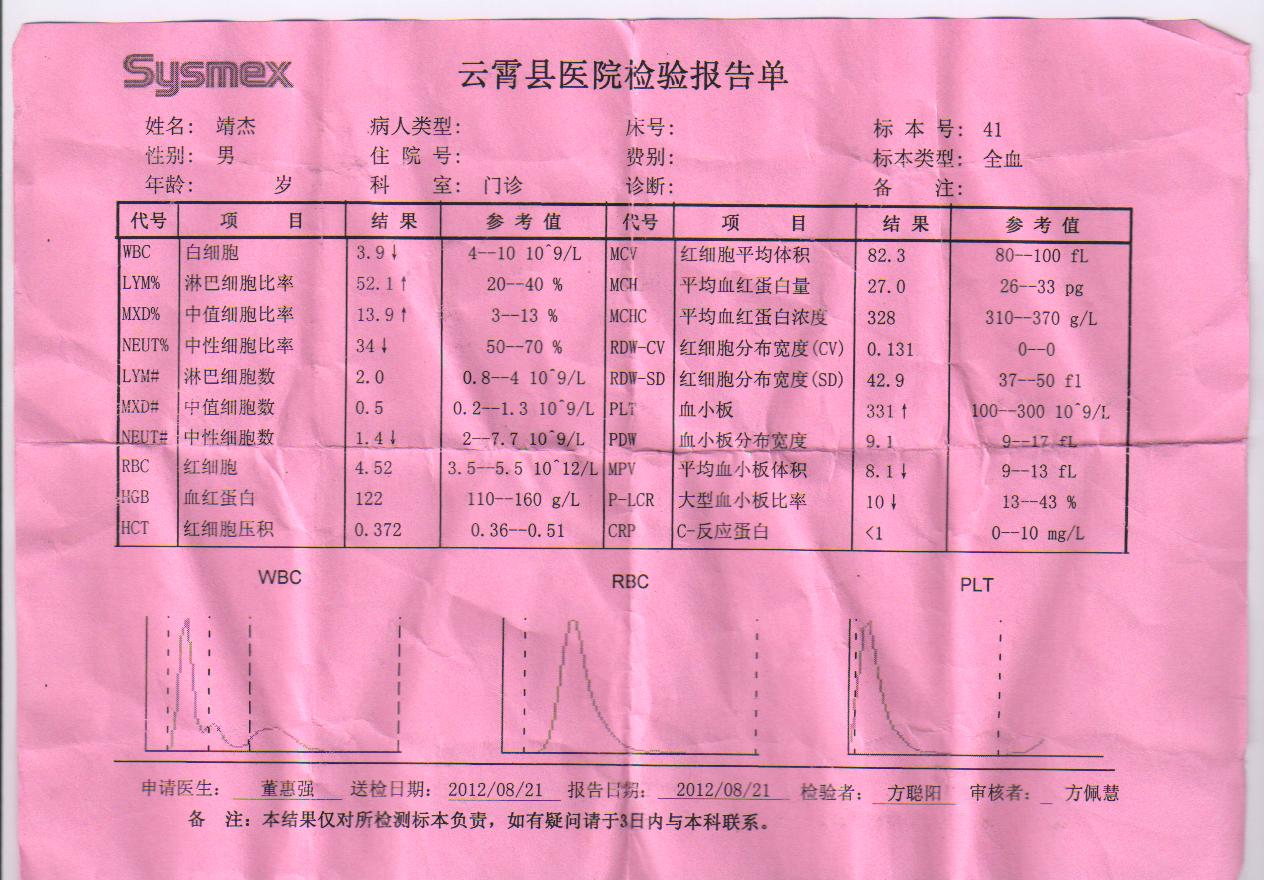 Sysmex 云霄县医院检验报告单
姓名: 靖杰 病人类型: 床号: 标 本 号: 41
性别: 男 住 院 号: 费别: 标本类型: 全血
年龄: 岁 科 室: 门诊 诊断: 备 注:
代号 项 目 结 果 参 考 值 代号 项 目 结 果 参 考 值
WBC 白细胞 3.9↓ 4--10 10^9/L MCV 红细胞平均体积 82.3 80--100 fL
LYM% 淋巴细胞比率 52.1↑ 20--40 % MCH 平均血红蛋白量 27.0 26--33 pg
MXD% 中值细胞比率 13.9↑ 3--13 % MCHC 平均血红蛋白浓度 328 310--370 g/L
NEUT% 中性细胞比率 34↓ 50--70 % RDW-CV 红细胞分布宽度(CV) 0.131 0--0
LYM# 淋巴细胞数 2.0 0.8--4 10^9/L RDW-SD 红细胞分布宽度(SD) 42.9 37--50 fl
MXD# 中值细胞数 0.5 0.2--1.3 10^9/L PLT 血小板 331↑ 100--300 10^9/L
NEUT# 中性细胞数 1.4↓ 2--7.7 10^9/L PDW 血小板分布宽度 9.1 9--17 fL
RBC 红细胞 4.52 3.5--5.5 10^12/L MPV 平均血小板体积 8.1↓ 9--13 fL
HGB 血红蛋白 122 110--160 g/L P-LCR 大型血小板比率 10↓ 13--43 %
HCT 红细胞压积 0.372 0.36--0.51 CRP C-反应蛋白 <1 0--10 mg/L
WBC RBC PLT
申请医生: 董惠强 送检日期: 2012/08/21 报告日期: 2012/08/21 检验者: 方聪阳 审核者: 方佩慧
备 注: 本结果仅对所检测标本负责，如有疑问请于3日内与本科联系。